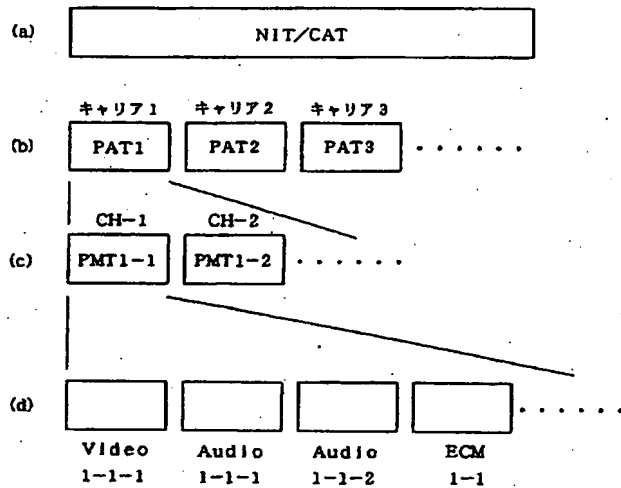 (a) NIT/CAT
キャリア1 キャリア2 キャリア3
(b) PAT1 PAT2 PAT3 ......
CH-1 CH-2
(c) PMT1-1 PMT1-2 ......
(d) ......
Video Audio Audio ECM
1-1-1 1-1-1 1-1-2 1-1